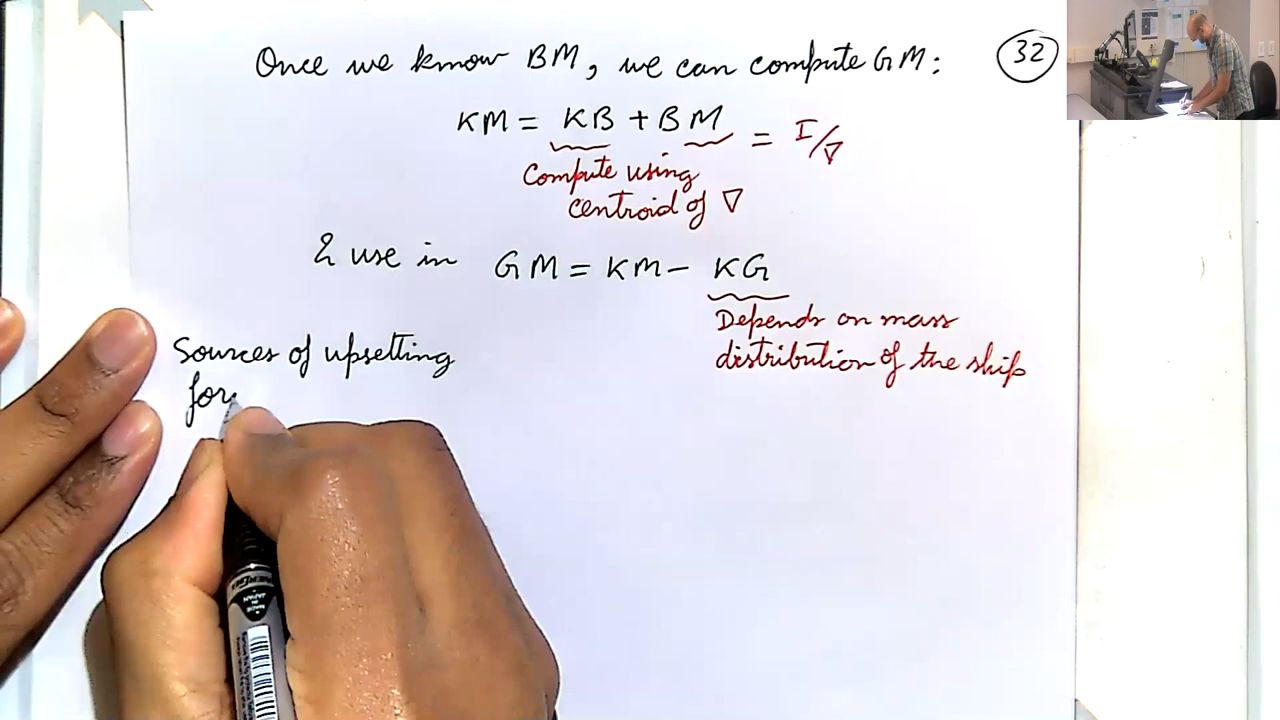 Once we know BM, we can compute GM:
32
KM = KB + BM = I/∇
Compute using
centroid of ∇
& use in GM = KM - KG
Depends on mass
distribution of the ship
Sources of upsetting
for